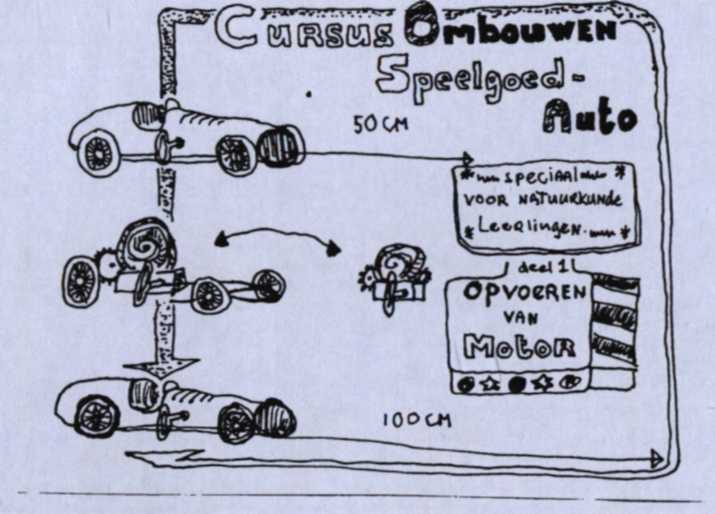 Cursus Ombouwen
Speelgoed-
Auto
50 CM
* speciaal *
VOOR NATUURKUNDE
* Leerlingen. *
deel 1
OPVOEREN
VAN
MOTOR
100 CM